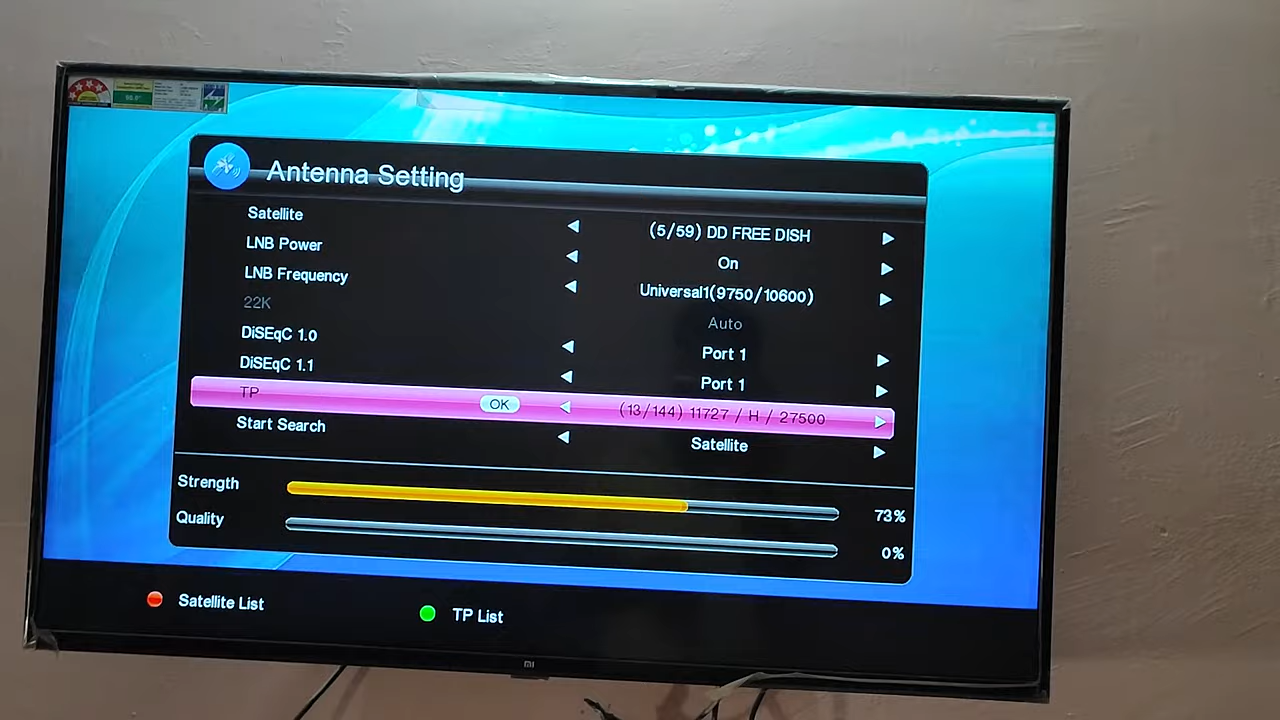 Antenna Setting
Satellite (5/59) DD FREE DISH
LNB Power On
LNB Frequency Universal1(9750/10600)
22K Auto
DiSEqC 1.0 Port 1
DiSEqC 1.1 Port 1
TP OK (13/144) 11727 / H / 27500
Start Search Satellite
Strength 73%
Quality 0%
Satellite List TP List
mi